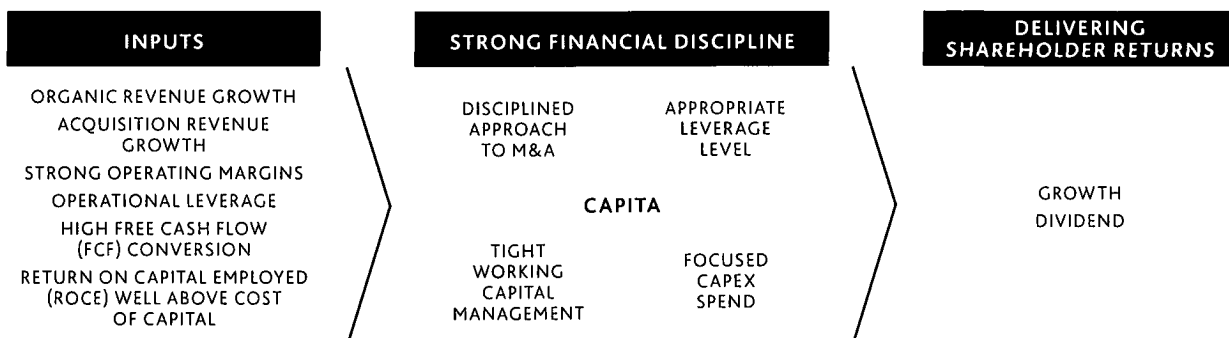 INPUTS
ORGANIC REVENUE GROWTH
ACQUISITION REVENUE
GROWTH
STRONG OPERATING MARGINS
OPERATIONAL LEVERAGE
HIGH FREE CASH FLOW
(FCF) CONVERSION
RETURN ON CAPITAL EMPLOYED
(ROCE) WELL ABOVE COST
OF CAPITAL
STRONG FINANCIAL DISCIPLINE
DISCIPLINED
APPROACH
TO M&A
APPROPRIATE
LEVERAGE
LEVEL
CAPITA
TIGHT
WORKING
CAPITAL
MANAGEMENT
FOCUSED
CAPEX
SPEND
DELIVERING
SHAREHOLDER RETURNS
GROWTH
DIVIDEND